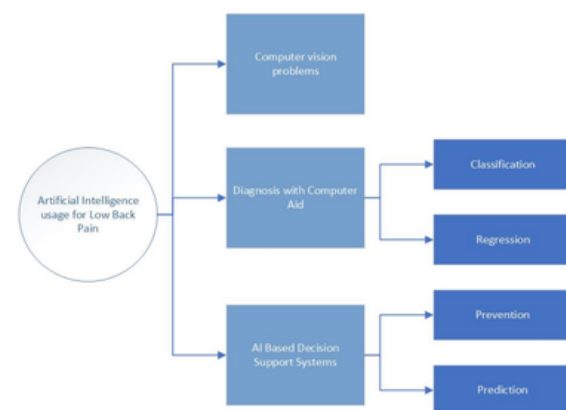 Computer vision
problems
Artificial Intelligence
usage for Low Back
Pain
Diagnosis with Computer
Aid
Classification
Regression
AI Based Decision
Support Systems
Prevention
Prediction